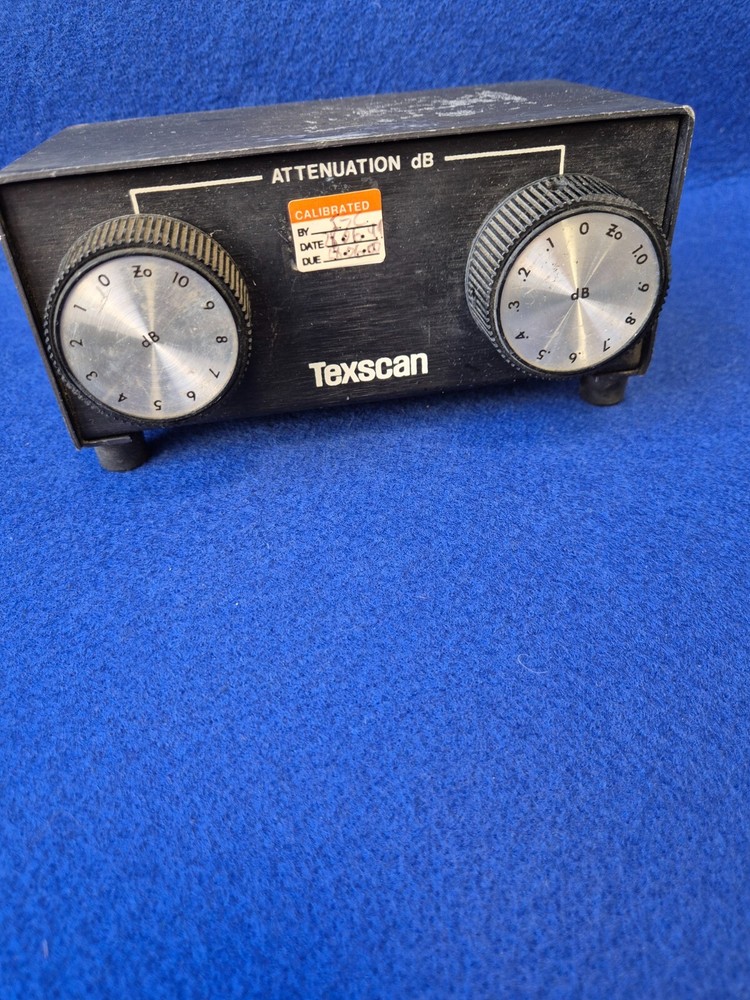 ATTENUATION dB
CALIBRATED
BY
DATE
DUE
0 Zo 10 9 8 7 6 5 4 3 2 1
dB
0 Zo 1.0 .9 .8 .7 .6 .5 .4 .3 .2 .1
dB
Texscan